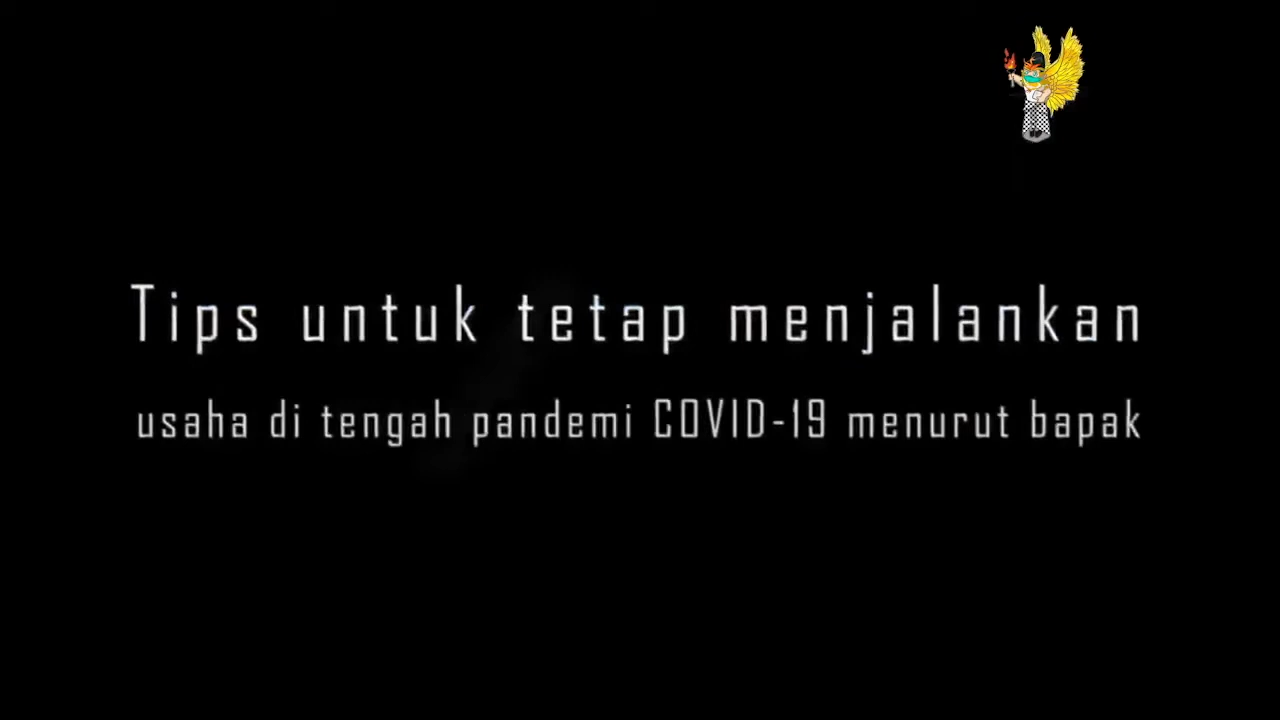 Tips untuk tetap menjalankan
usaha di tengah pandemi COVID-19 menurut bapak